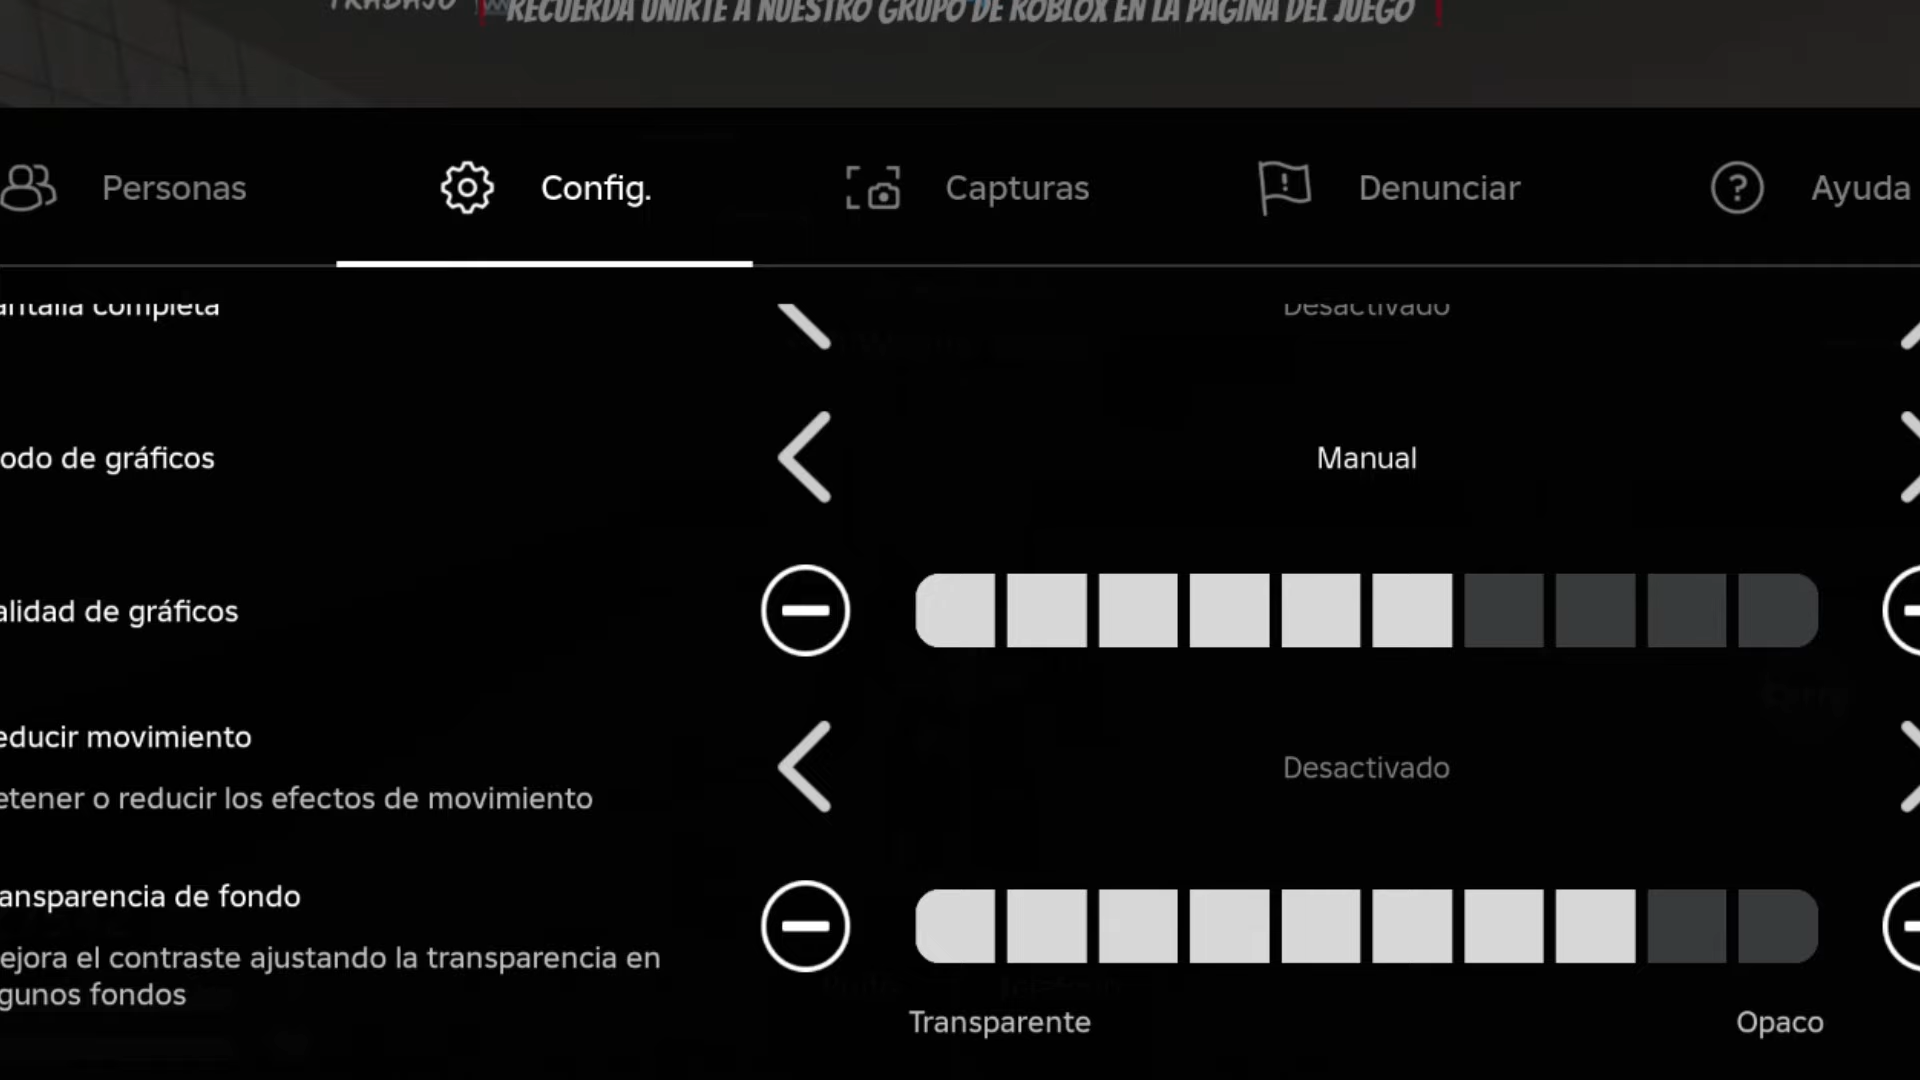 RECUERDA UNIRTE A NUESTRO GRUPO DE ROBLOX EN LA PÁGINA DEL JUEGO
Personas
Config.
Capturas
Denunciar
Ayuda
antalla completa
Desactivado
odo de gráficos
Manual
alidad de gráficos
educir movimiento
etener o reducir los efectos de movimiento
Desactivado
ansparencia de fondo
ejora el contraste ajustando la transparencia en
gunos fondos
Transparente
Opaco